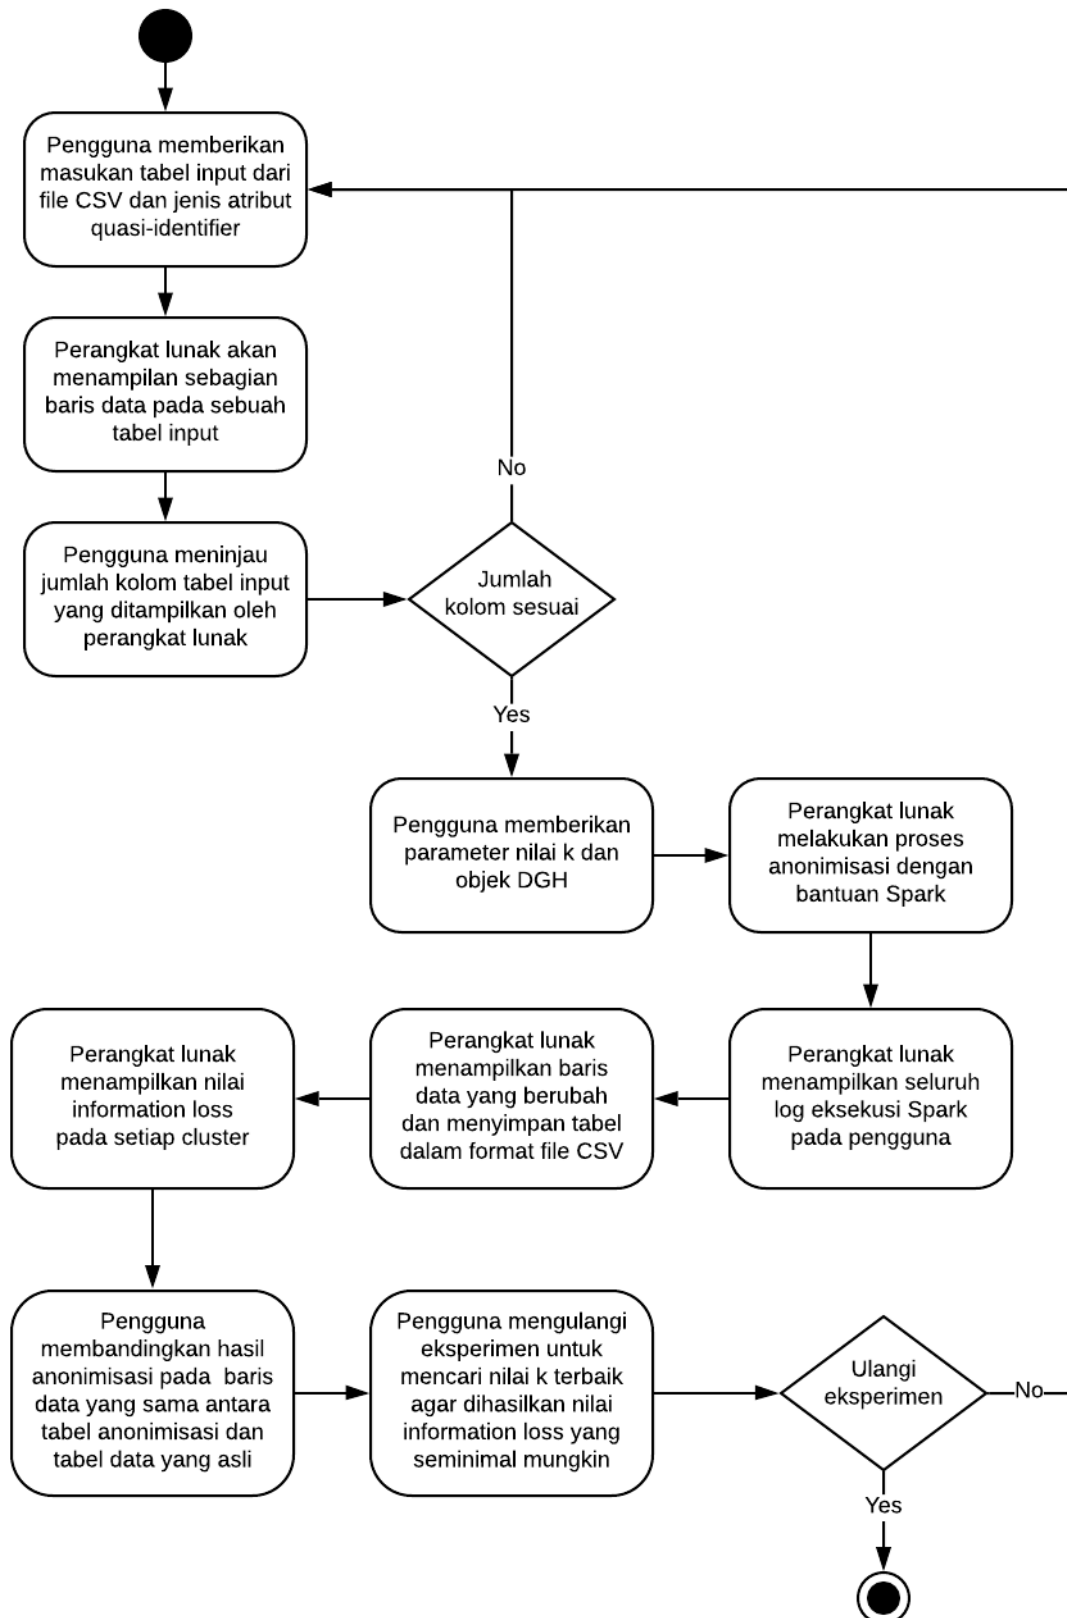 Pengguna memberikan
masukan tabel input dari
file CSV dan jenis atribut
quasi-identifier
Perangkat lunak akan
menampilan sebagian
baris data pada sebuah
tabel input
Pengguna meninjau
jumlah kolom tabel input
yang ditampilkan oleh
perangkat lunak
No
Jumlah
kolom sesuai
Yes
Pengguna memberikan
parameter nilai k dan
objek DGH
Perangkat lunak
melakukan proses
anonimisasi dengan
bantuan Spark
Perangkat lunak
menampilkan seluruh
log eksekusi Spark
pada pengguna
Perangkat lunak
menampilkan baris
data yang berubah
dan menyimpan tabel
dalam format file CSV
Perangkat lunak
menampilkan nilai
information loss
pada setiap cluster
Pengguna
membandingkan hasil
anonimisasi pada  baris
data yang sama antara
tabel anonimisasi dan
tabel data yang asli
Pengguna mengulangi
eksperimen untuk
mencari nilai k terbaik
agar dihasilkan nilai
information loss yang
seminimal mungkin
Ulangi
eksperimen
No
Yes